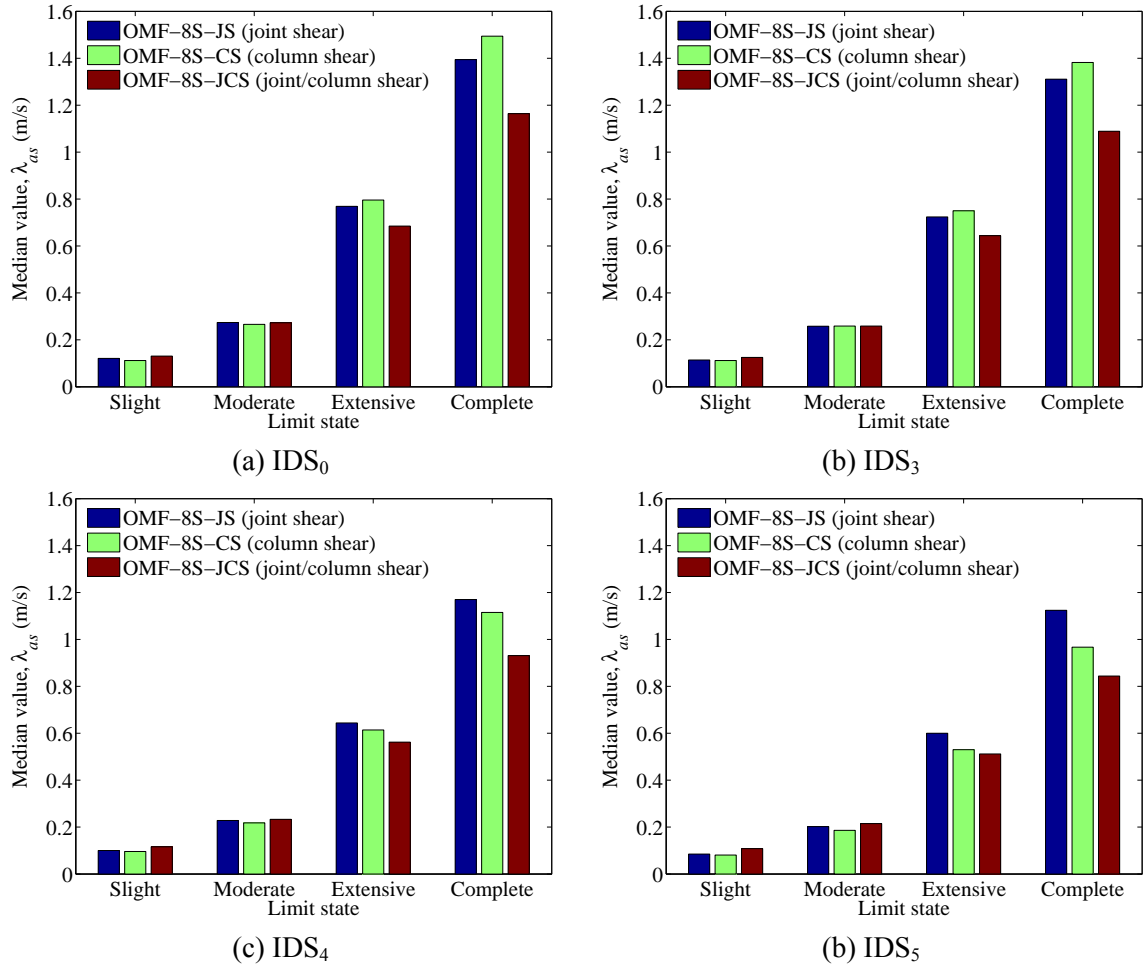 1.6
1.4
1.2
1
0.8
0.6
0.4
0.2
0
Median value, λas (m/s)
OMF−8S−JS (joint shear)
OMF−8S−CS (column shear)
OMF−8S−JCS (joint/column shear)
Slight Moderate Extensive Complete
Limit state
(a) IDS0
1.6
1.4
1.2
1
0.8
0.6
0.4
0.2
0
Median value, λas (m/s)
OMF−8S−JS (joint shear)
OMF−8S−CS (column shear)
OMF−8S−JCS (joint/column shear)
Slight Moderate Extensive Complete
Limit state
(b) IDS3
1.6
1.4
1.2
1
0.8
0.6
0.4
0.2
0
Median value, λas (m/s)
OMF−8S−JS (joint shear)
OMF−8S−CS (column shear)
OMF−8S−JCS (joint/column shear)
Slight Moderate Extensive Complete
Limit state
(c) IDS4
1.6
1.4
1.2
1
0.8
0.6
0.4
0.2
0
Median value, λas (m/s)
OMF−8S−JS (joint shear)
OMF−8S−CS (column shear)
OMF−8S−JCS (joint/column shear)
Slight Moderate Extensive Complete
Limit state
(b) IDS5